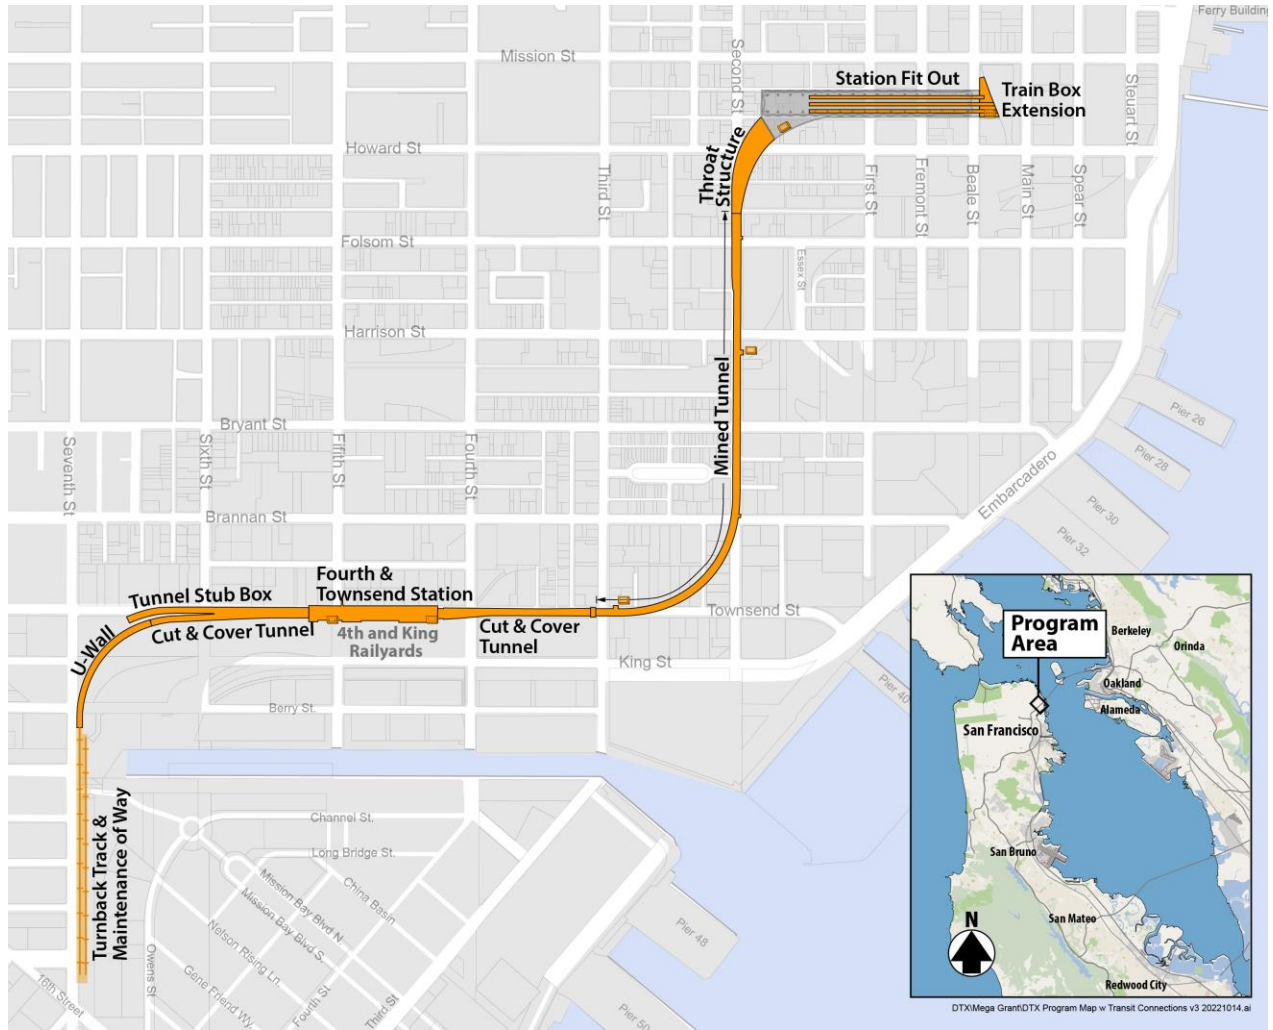 Ferry Building
Mission St
Second St
Station Fit Out
Train Box
Extension
Steuart St
Howard St
Third St
Throat
Structure
First St
Fremont St
Beale St
Main St
Spear St
Folsom St
Essex St
Harrison St
Mined Tunnel
Bryant St
Seventh St
Sixth St
Fifth St
Fourth St
Embarcadero
Pier 26
Pier 28
Pier 30
Pier 32
Brannan St
Fourth &
Townsend Station
Tunnel Stub Box
Townsend St
U-Wall
Cut & Cover Tunnel
4th and King
Railyards
Cut & Cover
Tunnel
King St
Pier 40
Berry St.
Turnback Track &
Maintenance of Way
Channel St.
Long Bridge St.
China Basin
Mission Bay Blvd N.
Mission Bay Blvd S.
Nelson Rising Ln.
Gene Friend Wy.
Owens St
Fourth St
Third St
16th Street
Pier 48
Pier 50
Program
Area
Berkeley
Orinda
Oakland
Alameda
San Francisco
San Bruno
San Mateo
Redwood City
N
DTX\Mega Grant\DTX Program Map w Transit Connections v3 20221014.ai